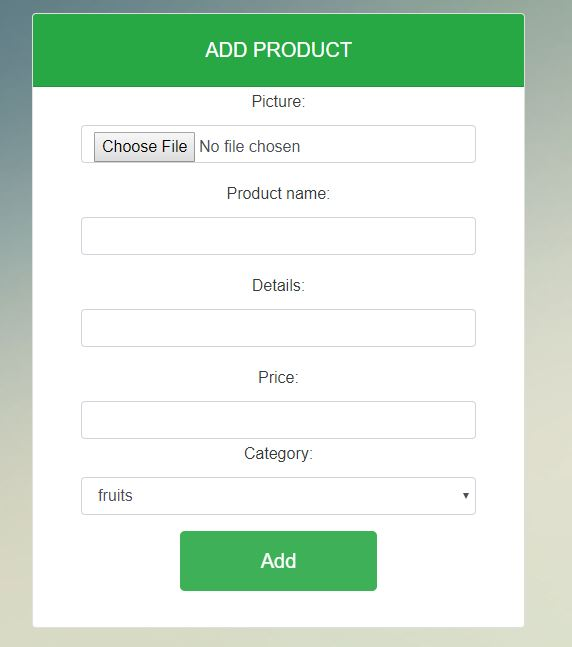 ADD PRODUCT
Picture:
Choose File No file chosen
Product name:
Details:
Price:
Category:
fruits
Add